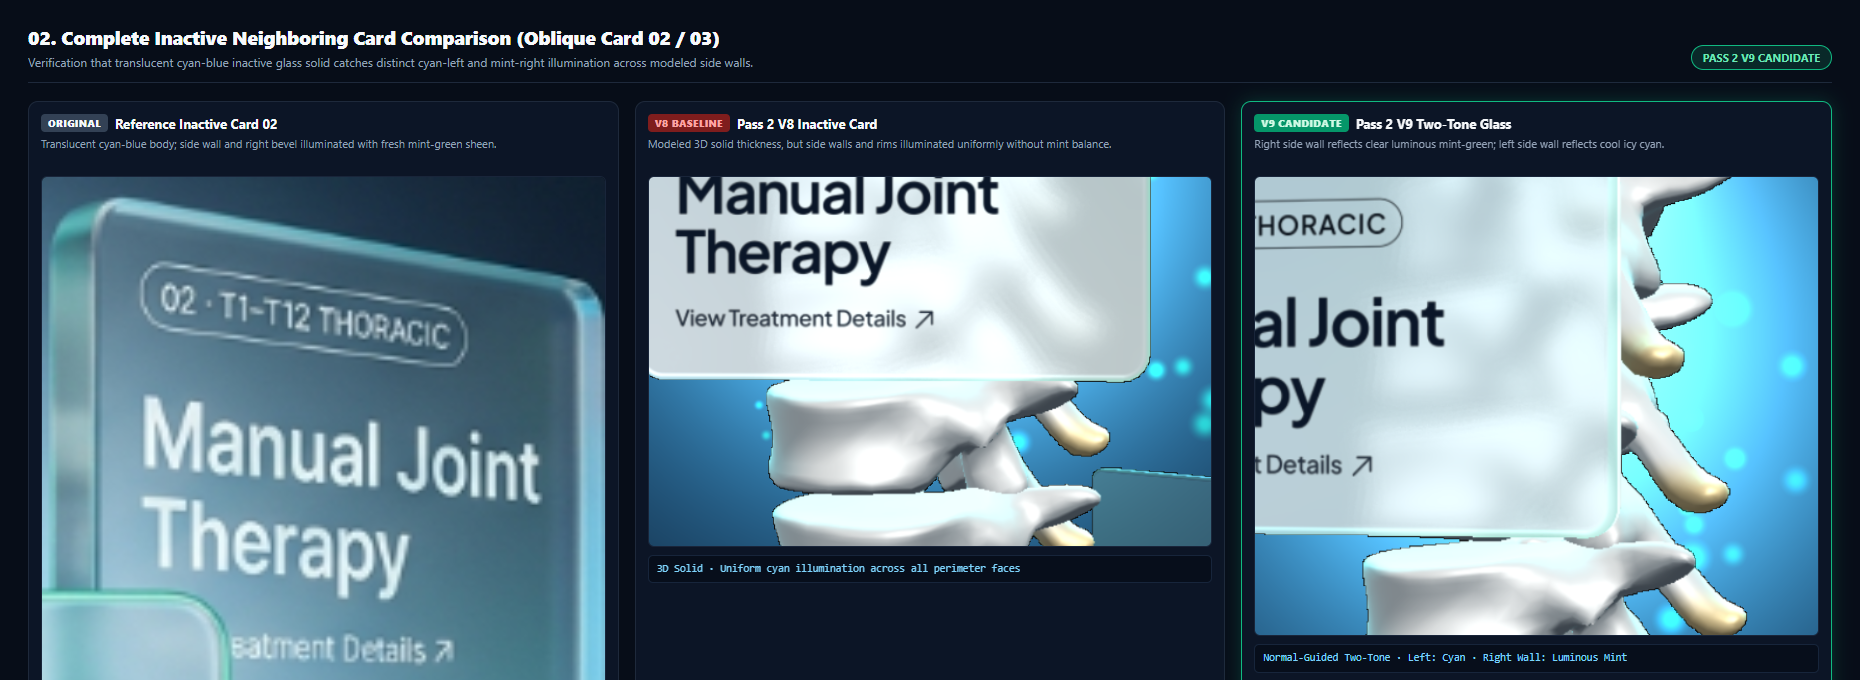 02. Complete Inactive Neighboring Card Comparison (Oblique Card 02 / 03)
Verification that translucent cyan-blue inactive glass solid catches distinct cyan-left and mint-right illumination across modeled side walls.
PASS 2 V9 CANDIDATE
ORIGINAL Reference Inactive Card 02
Translucent cyan-blue body; side wall and right bevel illuminated with fresh mint-green sheen.
02 · T1–T12 THORACIC
Manual Joint
Therapy
eatment Details ↗
V8 BASELINE Pass 2 V8 Inactive Card
Modeled 3D solid thickness, but side walls and rims illuminated uniformly without mint balance.
Manual Joint
Therapy
View Treatment Details ↗
3D Solid · Uniform cyan illumination across all perimeter faces
V9 CANDIDATE Pass 2 V9 Two-Tone Glass
Right side wall reflects clear luminous mint-green; left side wall reflects cool icy cyan.
THORACIC
al Joint
py
t Details ↗
Normal-Guided Two-Tone · Left: Cyan · Right Wall: Luminous Mint